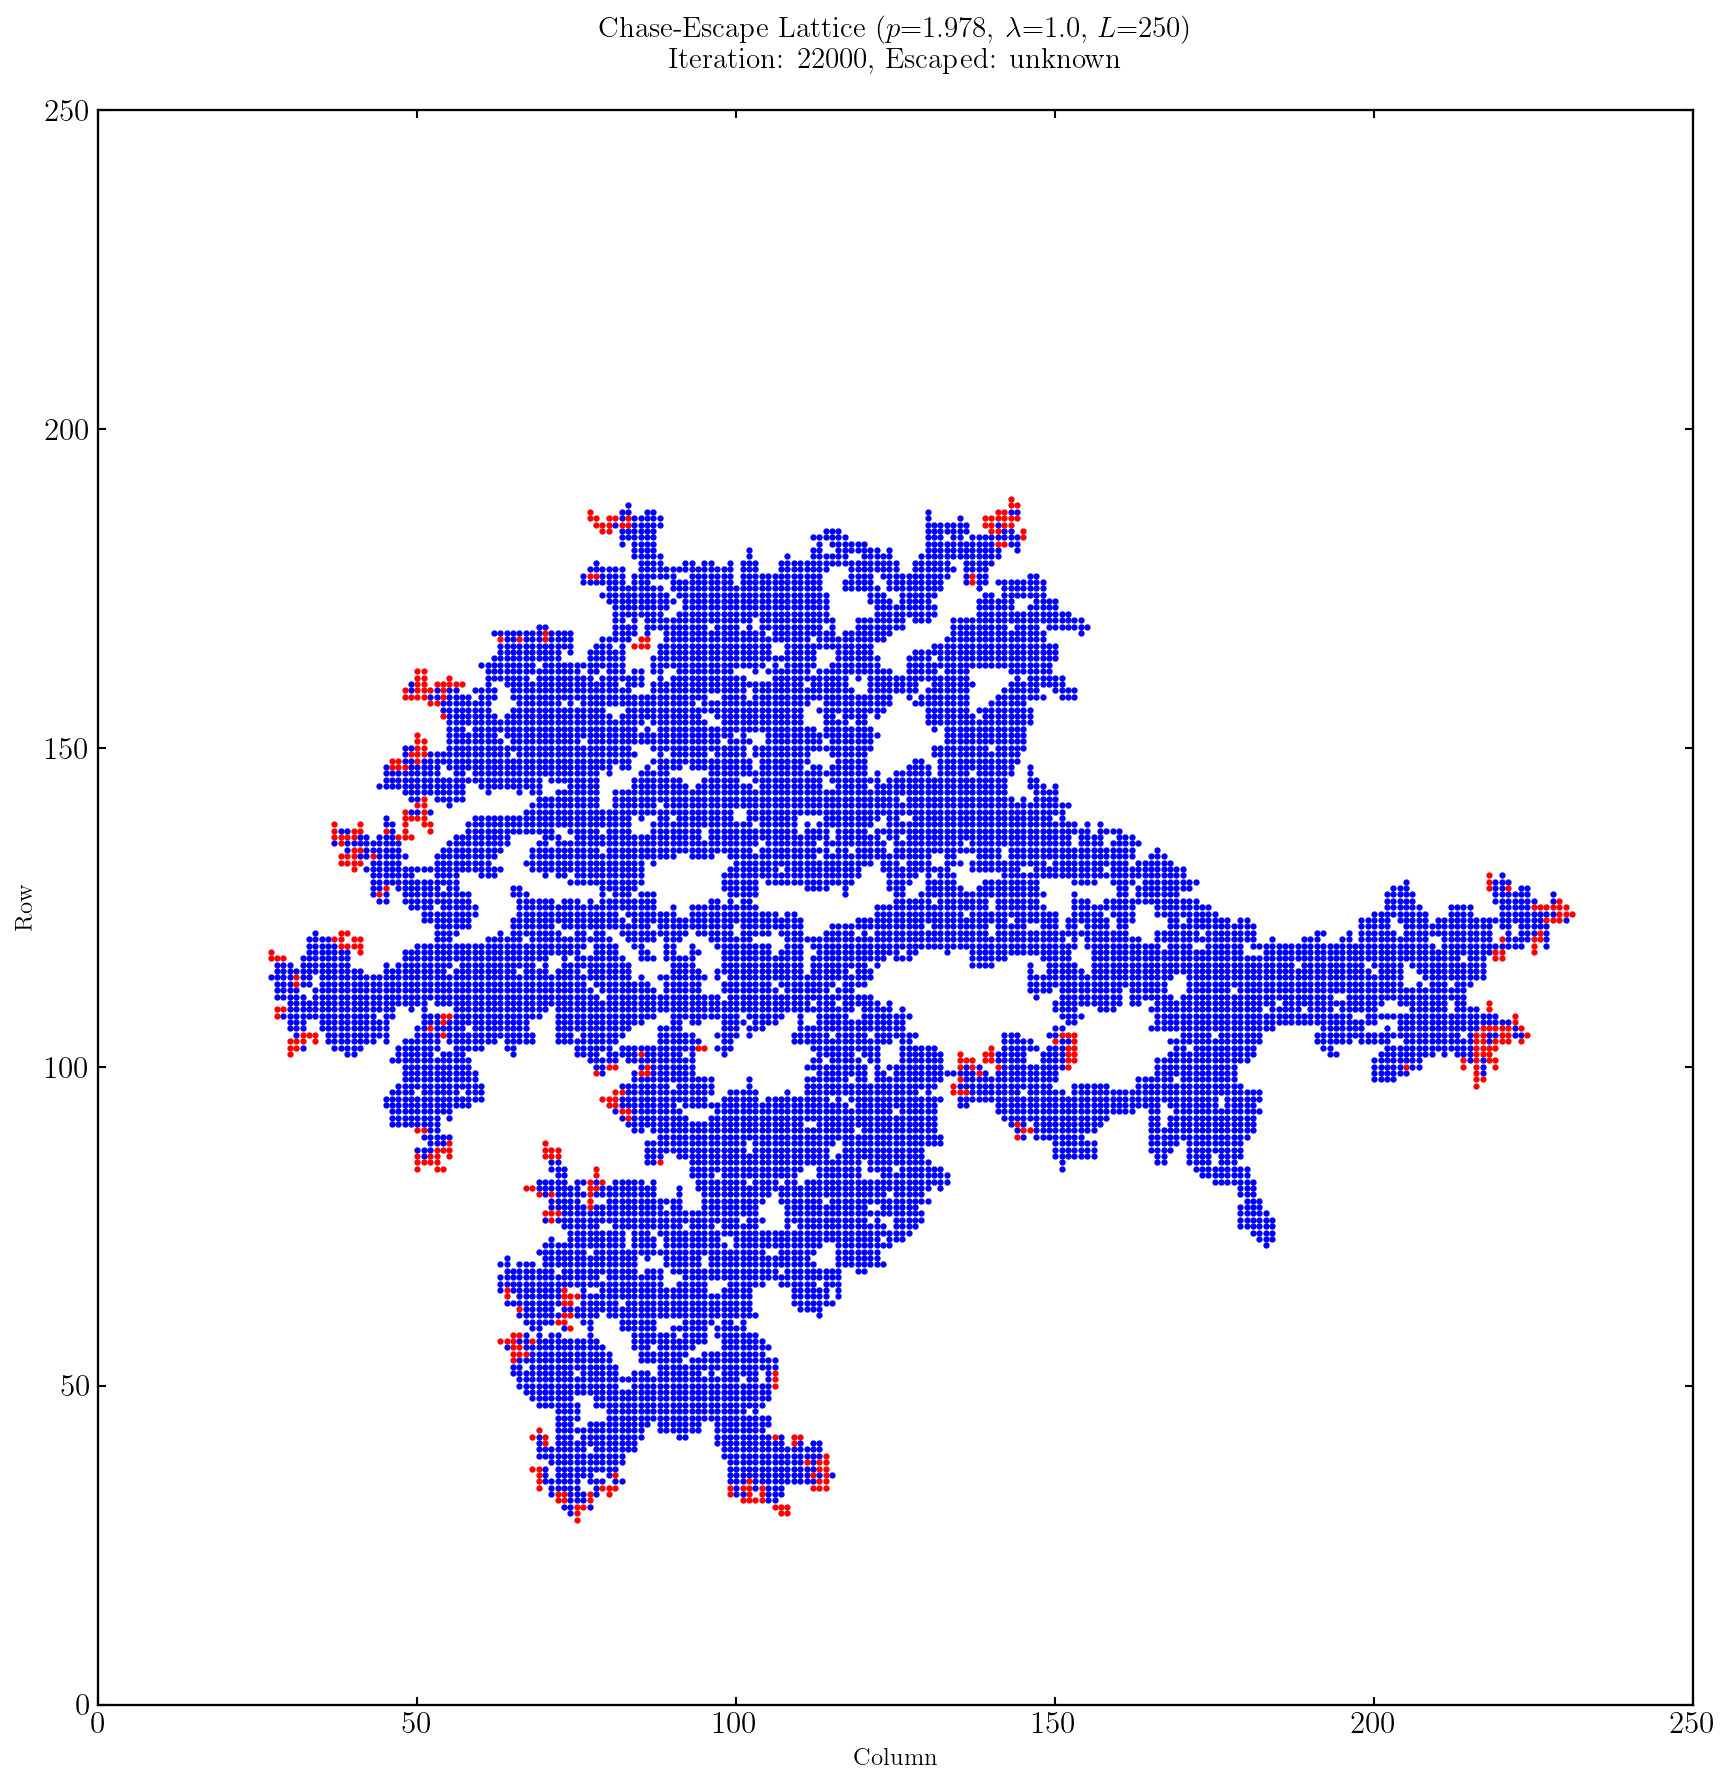 Chase-Escape Lattice (p=1.978, λ=1.0, L=250)
Iteration: 22000, Escaped: unknown
250
200
150
100
50
0
Row
0 50 100 150 200 250
Column